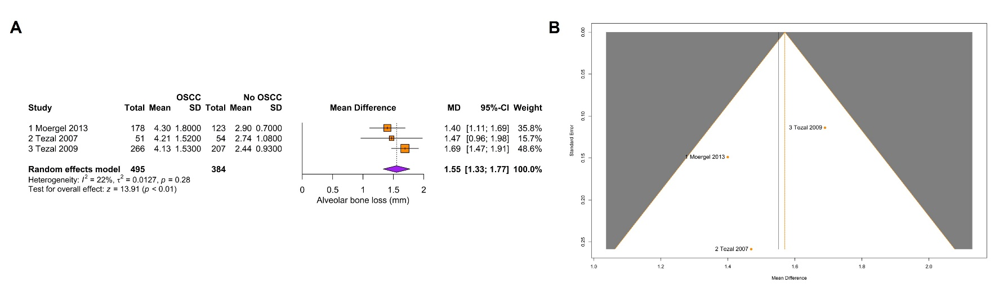 A
OSCC No OSCC
Study Total Mean SD Total Mean SD Mean Difference MD 95%-CI Weight
1 Moergel 2013 178 4.30 1.8000 123 2.90 0.7000 1.40 [1.11; 1.69] 35.8%
2 Tezal 2007 51 4.21 1.5200 54 2.74 1.0800 1.47 [0.96; 1.98] 15.7%
3 Tezal 2009 266 4.13 1.5300 207 2.44 0.9300 1.69 [1.47; 1.91] 48.6%
Random effects model 495 384 1.55 [1.33; 1.77] 100.0%
Heterogeneity: I² = 22%, τ² = 0.0127, p = 0.28
Test for overall effect: z = 13.91 (p < 0.01)
0 0.5 1 1.5 2
Alveolar bone loss (mm)
B
0.00
0.05
0.10
0.15
0.20
0.25
Standard Error
3 Tezal 2009
1 Moergel 2013
2 Tezal 2007
1.0 1.2 1.4 1.6 1.8 2.0
Mean Difference